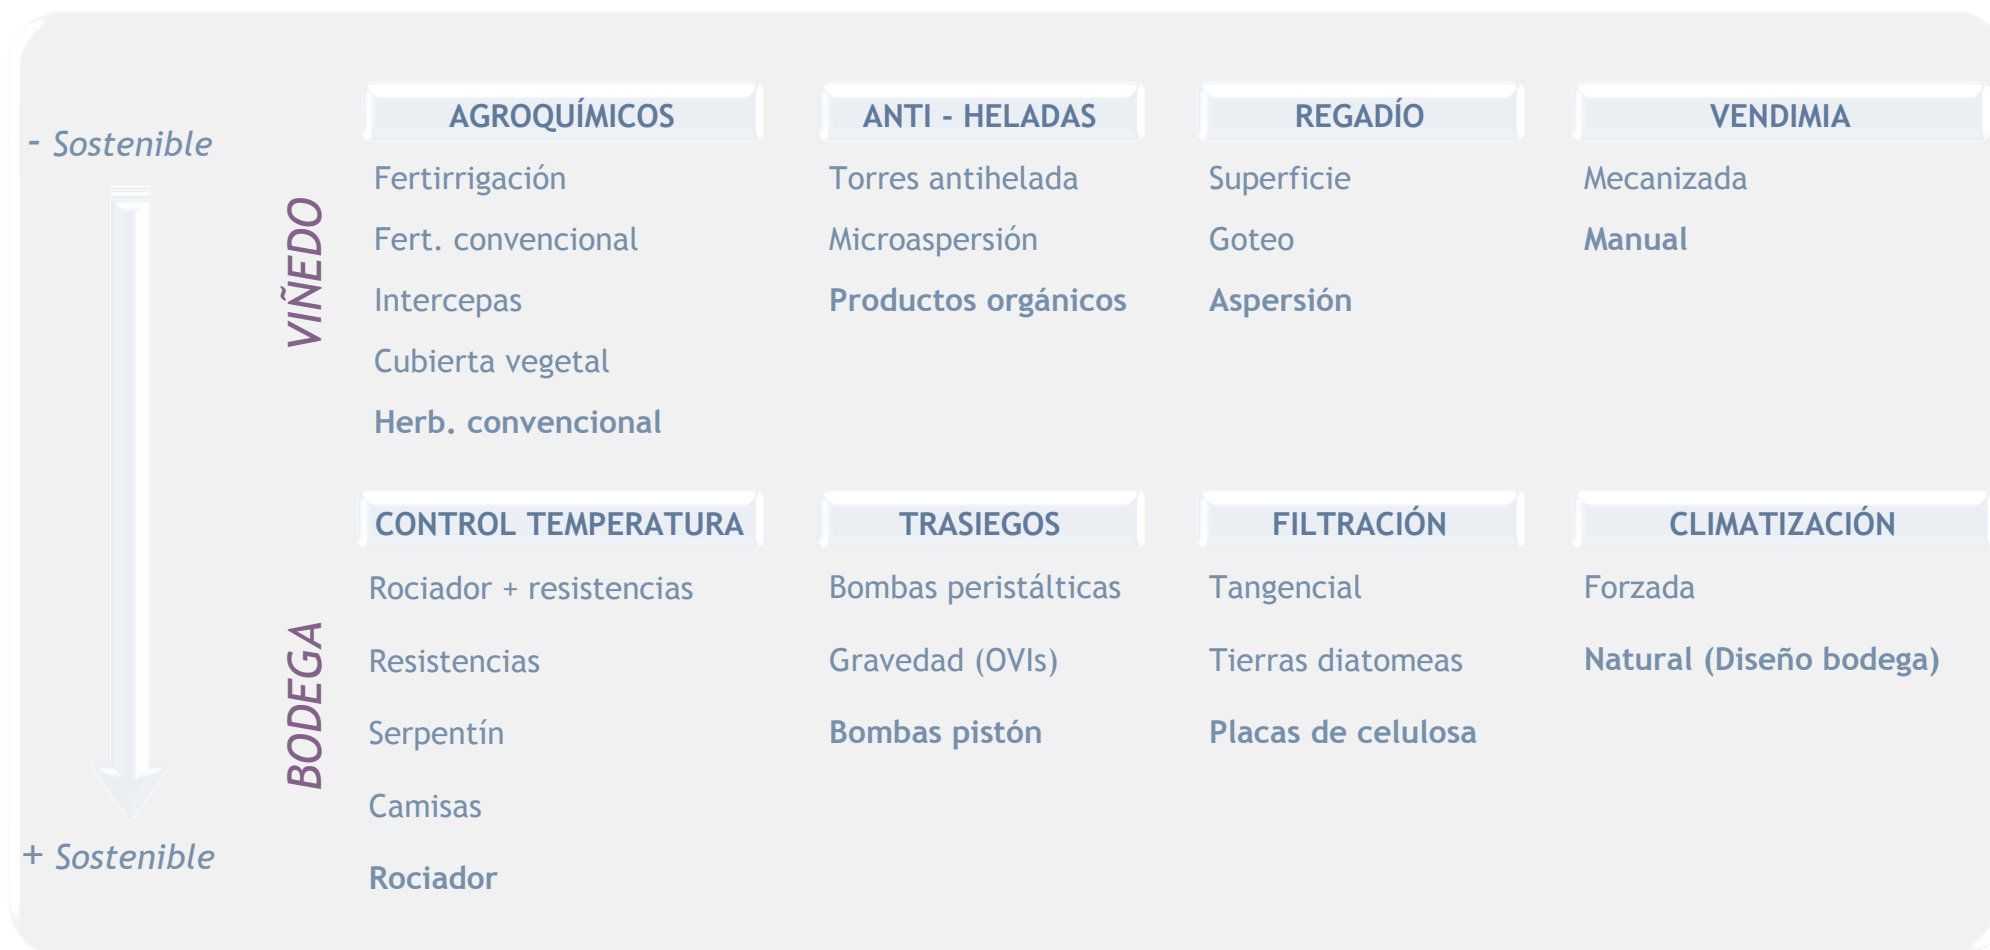 - Sostenible
+ Sostenible
VIÑEDO
AGROQUÍMICOS
Fertirrigación
Fert. convencional
Intercepas
Cubierta vegetal
Herb. convencional
ANTI - HELADAS
Torres antihelada
Microaspersión
Productos orgánicos
REGADÍO
Superficie
Goteo
Aspersión
VENDIMIA
Mecanizada
Manual
BODEGA
CONTROL TEMPERATURA
Rociador + resistencias
Resistencias
Serpentín
Camisas
Rociador
TRASIEGOS
Bombas peristálticas
Gravedad (OVIs)
Bombas pistón
FILTRACIÓN
Tangencial
Tierras diatomeas
Placas de celulosa
CLIMATIZACIÓN
Forzada
Natural (Diseño bodega)